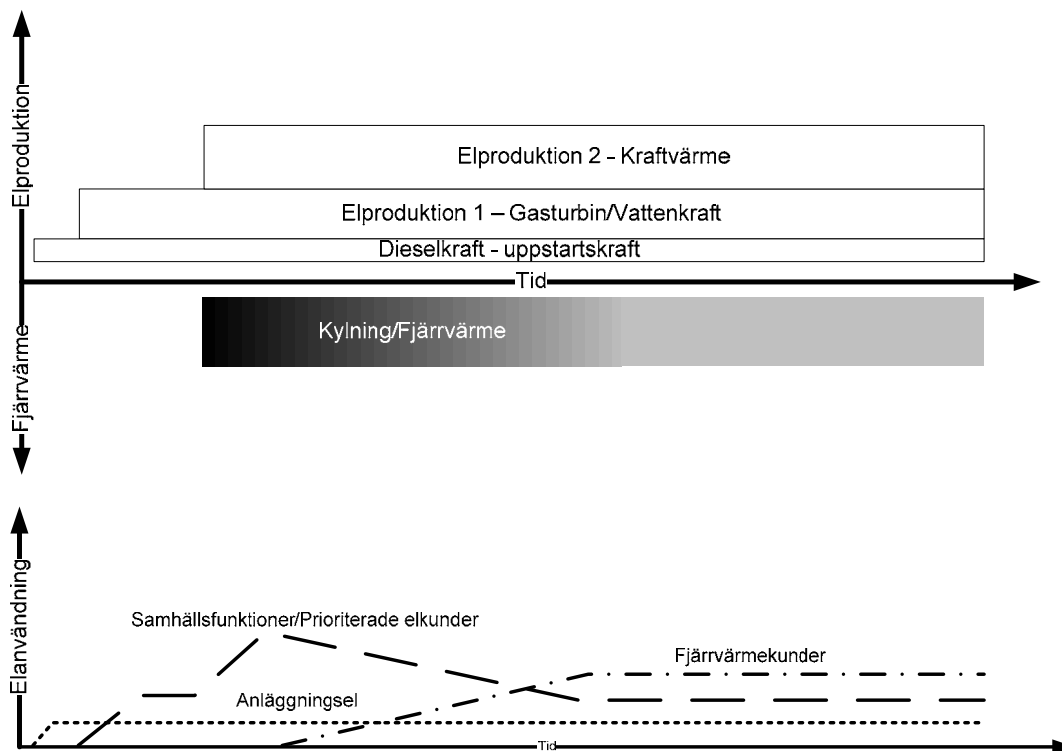 Elproduktion
Elproduktion 2 - Kraftvärme
Elproduktion 1 – Gasturbin/Vattenkraft
Dieselkraft - uppstartskraft
Tid
Kylning/Fjärrvärme
Fjärrvärme
Elanvändning
Samhällsfunktioner/Prioriterade elkunder
Fjärrvärmekunder
Anläggningsel
Tid